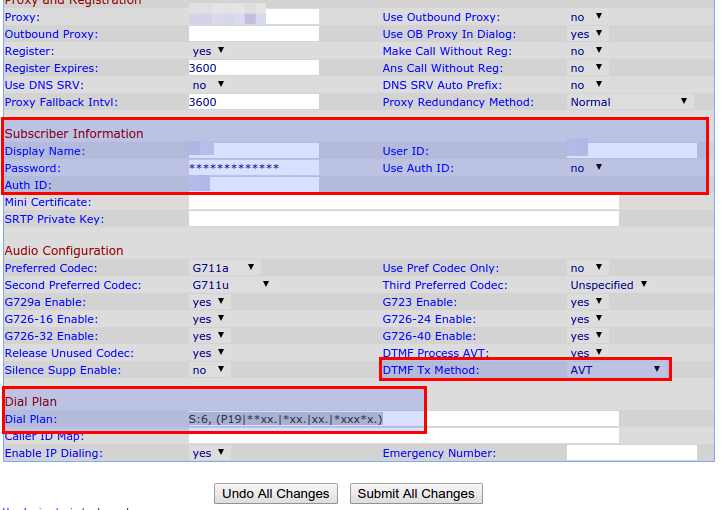 Proxy and Registration
Proxy: Use Outbound Proxy: no
Outbound Proxy: Use OB Proxy In Dialog: yes
Register: yes Make Call Without Reg: no
Register Expires: 3600 Ans Call Without Reg: no
Use DNS SRV: no DNS SRV Auto Prefix: no
Proxy Fallback Intvl: 3600 Proxy Redundancy Method: Normal
Subscriber Information
Display Name: User ID:
Password: ************* Use Auth ID: no
Auth ID:
Mini Certificate:
SRTP Private Key:
Audio Configuration
Preferred Codec: G711a Use Pref Codec Only: no
Second Preferred Codec: G711u Third Preferred Codec: Unspecified
G729a Enable: yes G723 Enable: yes
G726-16 Enable: yes G726-24 Enable: yes
G726-32 Enable: yes G726-40 Enable: yes
Release Unused Codec: yes DTMF Process AVT: yes
Silence Supp Enable: no DTMF Tx Method: AVT
Dial Plan
Dial Plan: S:6, (P19|**xx.|*xx.|xx.|*xxx*x.)
Caller ID Map:
Enable IP Dialing: yes Emergency Number:
Undo All Changes Submit All Changes